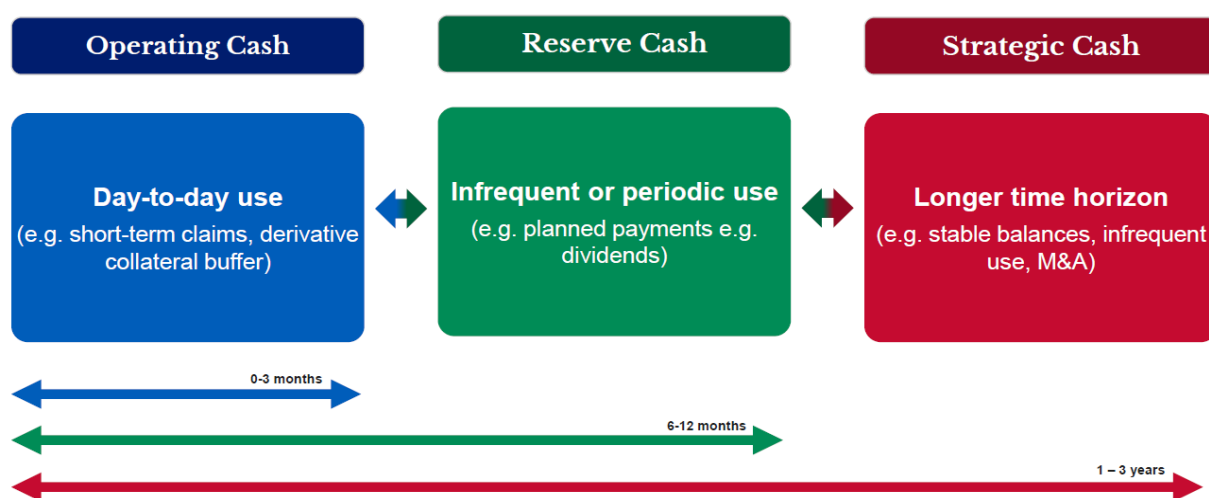 Operating Cash
Reserve Cash
Strategic Cash
Day-to-day use
(e.g. short-term claims, derivative
collateral buffer)
Infrequent or periodic use
(e.g. planned payments e.g.
dividends)
Longer time horizon
(e.g. stable balances, infrequent
use, M&A)
0-3 months
6-12 months
1 – 3 years